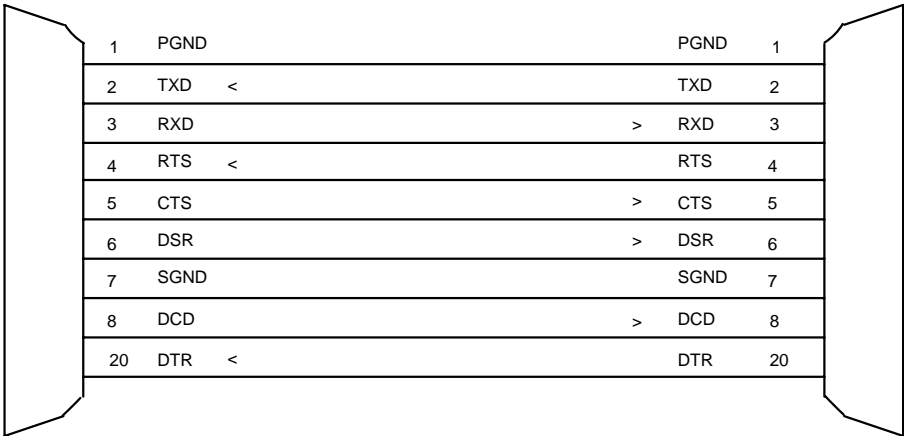 1 PGND PGND 1
2 TXD < TXD 2
3 RXD > RXD 3
4 RTS < RTS 4
5 CTS > CTS 5
6 DSR > DSR 6
7 SGND SGND 7
8 DCD > DCD 8
20 DTR < DTR 20